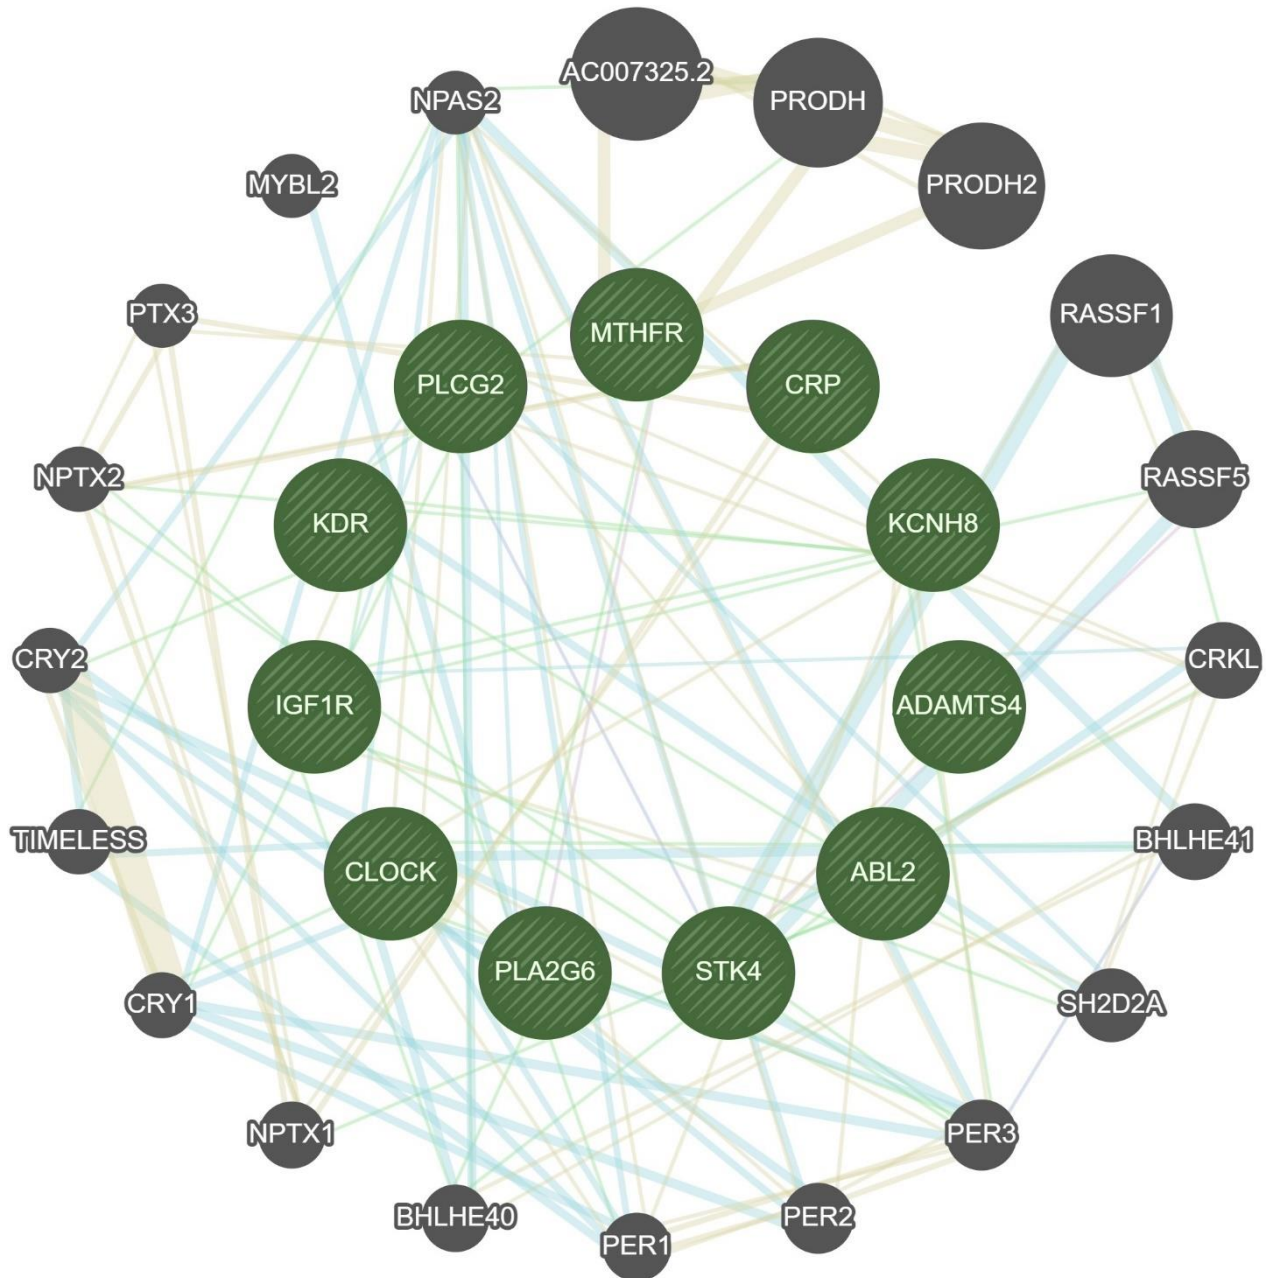 AC007325.2
NPAS2
PRODH
MYBL2
PRODH2
PTX3
MTHFR
RASSF1
PLCG2
CRP
NPTX2
KDR
KCNH8
RASSF5
CRY2
IGF1R
ADAMTS4
CRKL
TIMELESS
CLOCK
ABL2
BHLHE41
CRY1
PLA2G6
STK4
SH2D2A
NPTX1
PER3
BHLHE40
PER1
PER2